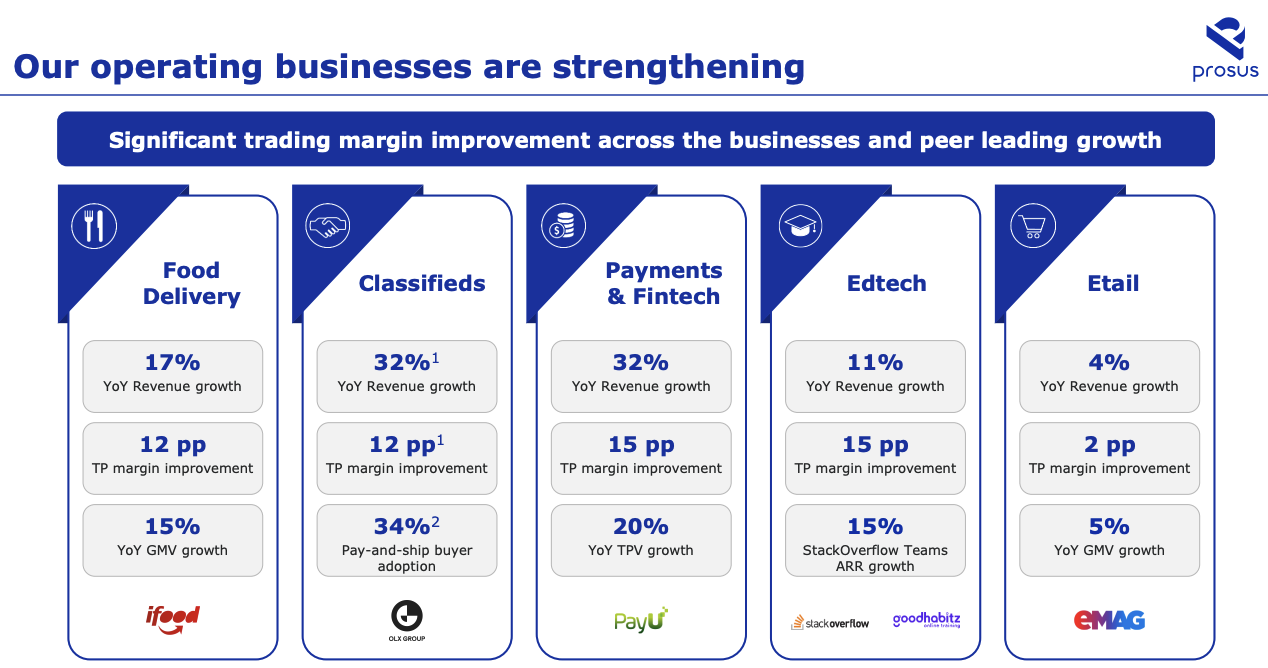 Our operating businesses are strengthening
prosus
Significant trading margin improvement across the businesses and peer leading growth
Food
Delivery
17%
YoY Revenue growth
12 pp
TP margin improvement
15%
YoY GMV growth
ifood
Classifieds
32%1
YoY Revenue growth
12 pp1
TP margin improvement
34%2
Pay-and-ship buyer
adoption
OLX GROUP
$
Payments
& Fintech
32%
YoY Revenue growth
15 pp
TP margin improvement
20%
YoY TPV growth
PayU
Edtech
11%
YoY Revenue growth
15 pp
TP margin improvement
15%
StackOverflow Teams
ARR growth
stackoverflow
goodhabitz
online training
Etail
4%
YoY Revenue growth
2 pp
TP margin improvement
5%
YoY GMV growth
eMAG